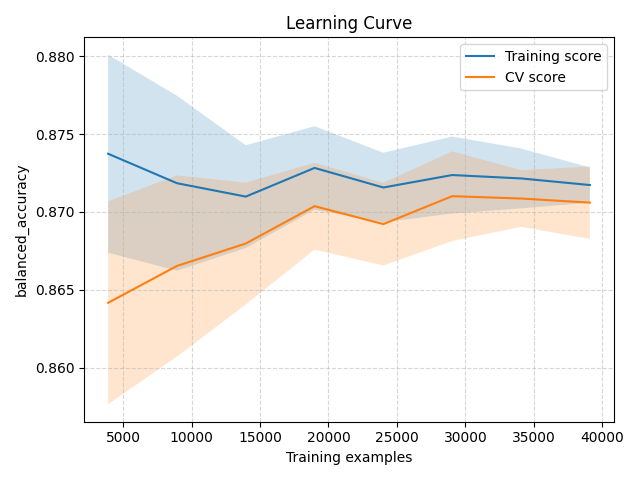 Learning Curve
Training score
CV score
0.880
0.875
0.870
0.865
0.860
balanced_accuracy
5000 10000 15000 20000 25000 30000 35000 40000
Training examples